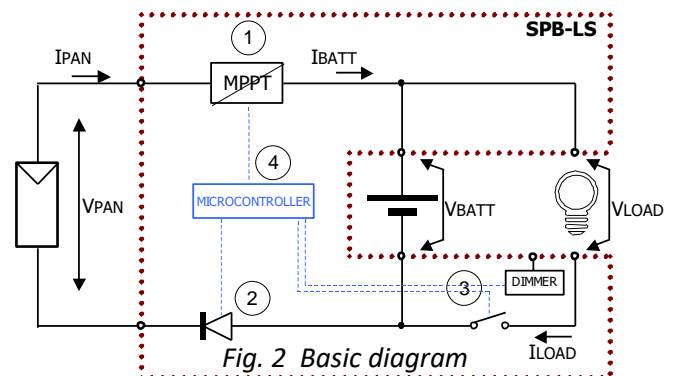 1
SPB-LS
IPAN
IBATT
MPPT
4
MICROCONTROLLER
VPAN
VBATT
VLOAD
2
3
DIMMER
Fig. 2 Basic diagram
ILOAD